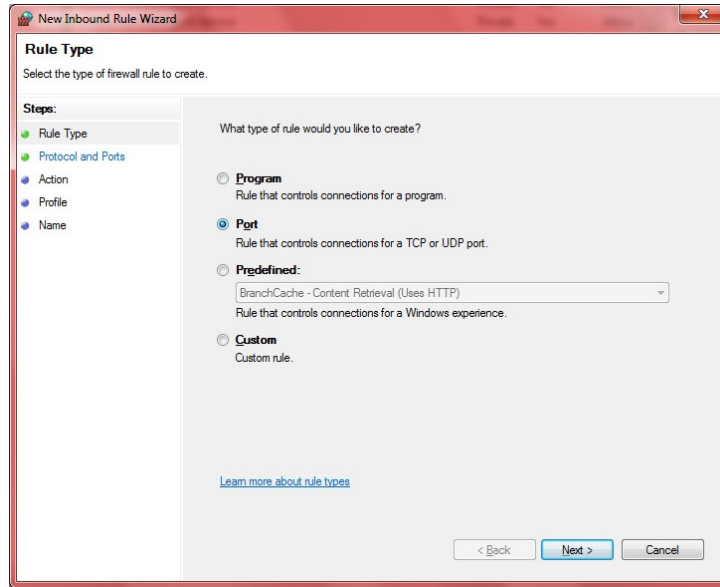 New Inbound Rule Wizard
Rule Type
Select the type of firewall rule to create.
Steps:
Rule Type
Protocol and Ports
Action
Profile
Name
What type of rule would you like to create?
Program
Rule that controls connections for a program.
Port
Rule that controls connections for a TCP or UDP port.
Predefined:
BranchCache - Content Retrieval (Uses HTTP)
Rule that controls connections for a Windows experience.
Custom
Custom rule.
Learn more about rule types
< Back
Next >
Cancel